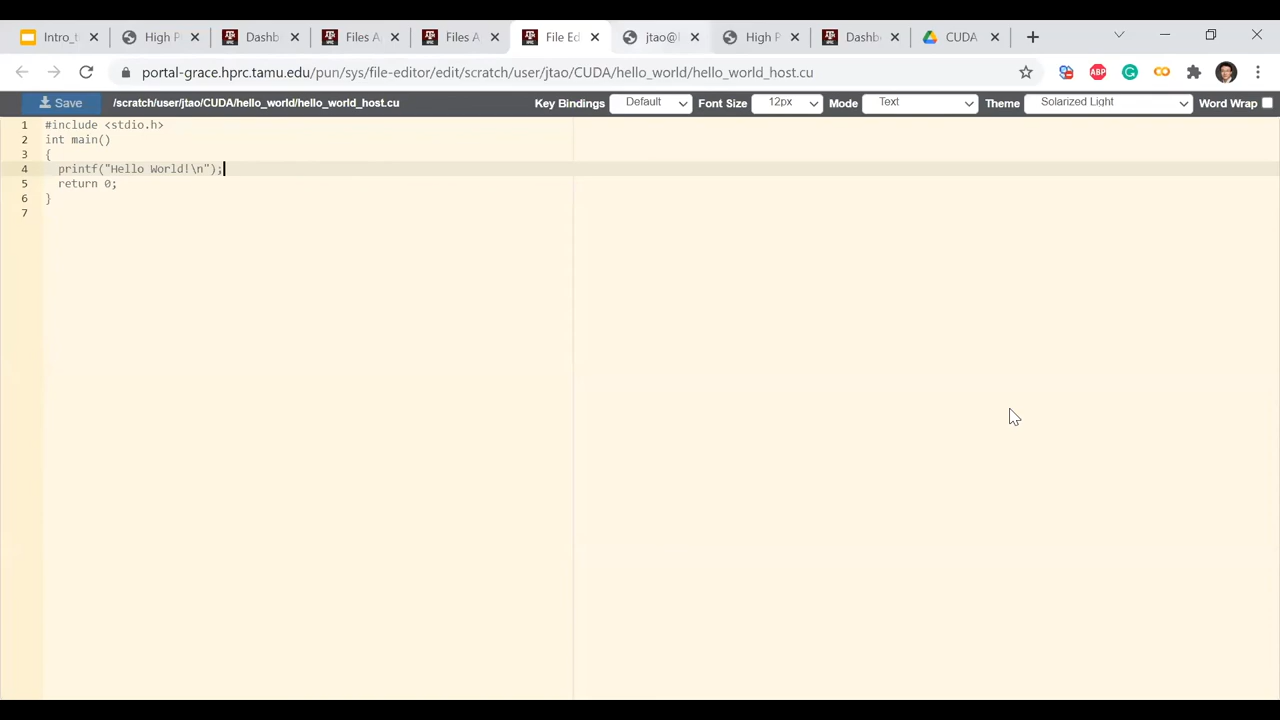 Intro_t
High P
Dashb
Files A
Files A
File Ed
jtao@l
High P
Dashb
CUDA
portal-grace.hprc.tamu.edu/pun/sys/file-editor/edit/scratch/user/jtao/CUDA/hello_world/hello_world_host.cu
ABP
Save /scratch/user/jtao/CUDA/hello_world/hello_world_host.cu Key Bindings Default Font Size 12px Mode Text Theme Solarized Light Word Wrap
1 #include <stdio.h>
2 int main()
3 {
4 printf("Hello World!\n");
5 return 0;
6 }
7